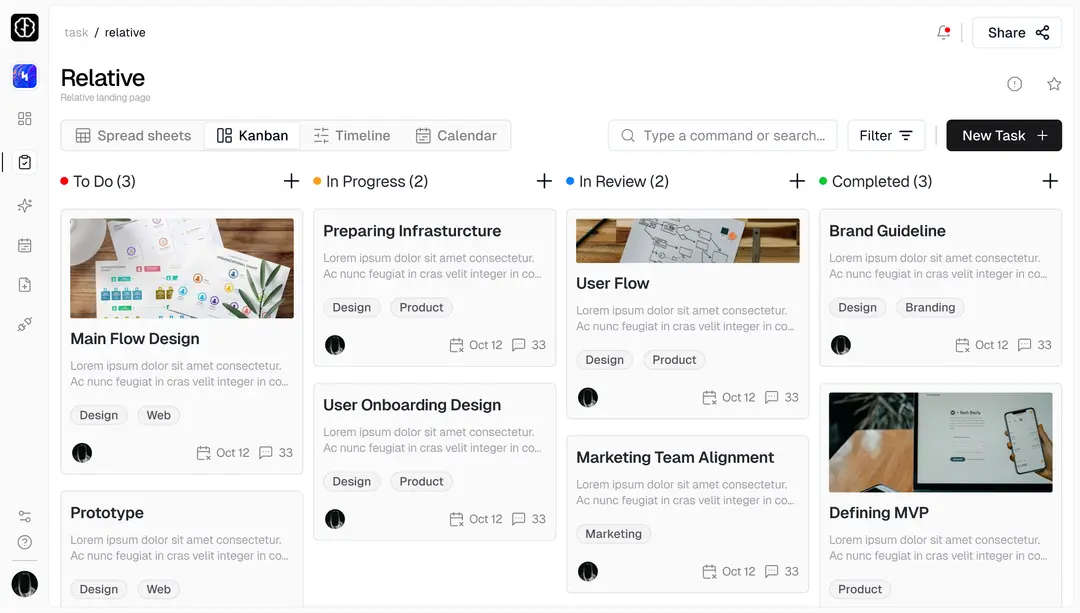 task / relative
Share
Relative
Relative landing page
Spread sheets
Kanban
Timeline
Calendar
Type a command or search...
Filter
New Task
To Do (3)
Main Flow Design
Lorem ipsum dolor sit amet consectetur.
Ac nunc feugiat in cras velit integer in co...
Design
Web
Oct 12
33
Prototype
Lorem ipsum dolor sit amet consectetur.
Ac nunc feugiat in cras velit integer in co...
Design
Web
In Progress (2)
Preparing Infrasturcture
Lorem ipsum dolor sit amet consectetur.
Ac nunc feugiat in cras velit integer in co...
Design
Product
Oct 12
33
User Onboarding Design
Lorem ipsum dolor sit amet consectetur.
Ac nunc feugiat in cras velit integer in co...
Design
Product
Oct 12
33
In Review (2)
User Flow
Lorem ipsum dolor sit amet consectetur.
Ac nunc feugiat in cras velit integer in co...
Design
Product
Oct 12
33
Marketing Team Alignment
Lorem ipsum dolor sit amet consectetur.
Ac nunc feugiat in cras velit integer in co...
Marketing
Oct 12
33
Completed (3)
Brand Guideline
Lorem ipsum dolor sit amet consectetur.
Ac nunc feugiat in cras velit integer in co...
Design
Branding
Oct 12
33
Defining MVP
Lorem ipsum dolor sit amet consectetur.
Ac nunc feugiat in cras velit integer in co...
Product